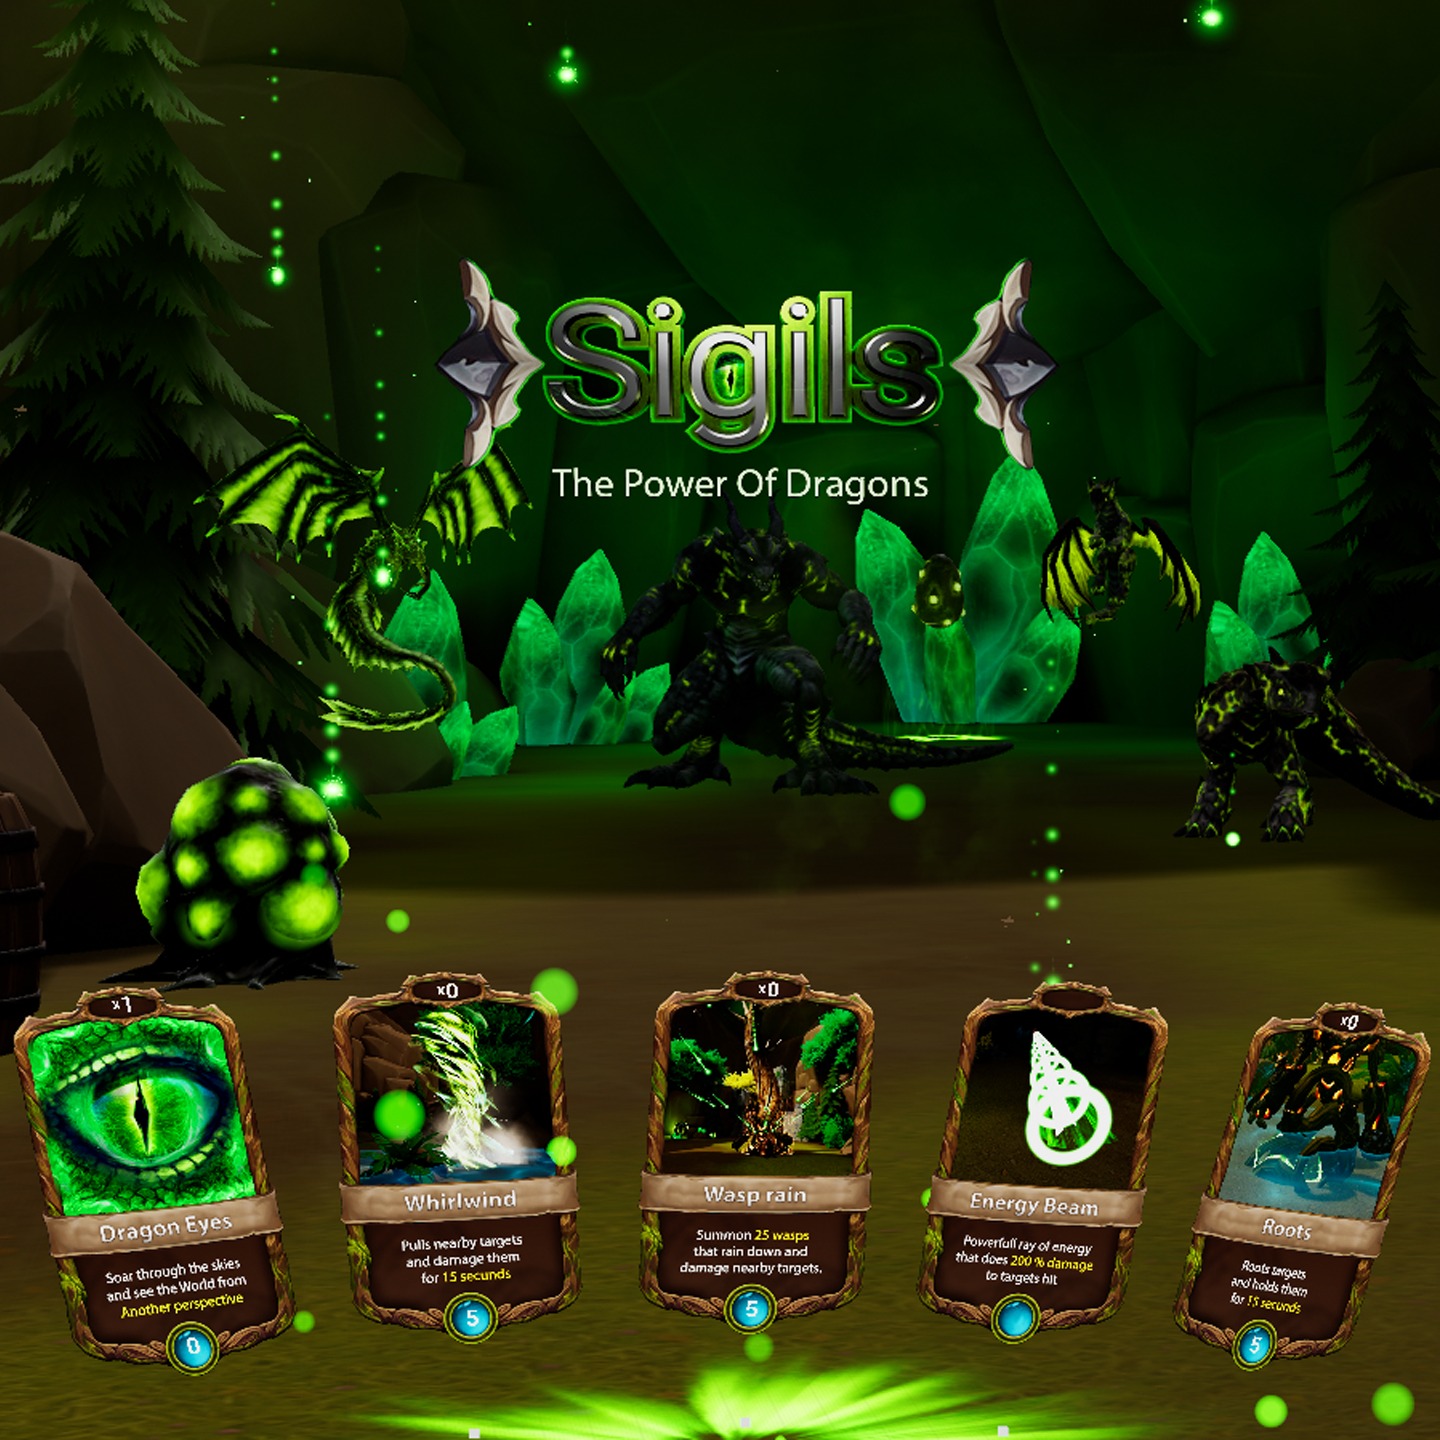 Sigils
The Power Of Dragons
x1
Dragon Eyes
Soar through the skies
and see the World from
Another perspective
0
x0
Whirlwind
Pulls nearby targets
and damage them
for 15 seconds
5
x0
Wasp rain
Summon 25 wasps
that rain down and
damage nearby targets.
5
Energy Beam
Powerfull ray of energy
that does 200 % damage
to targets hit
x0
Roots
Roots targets
and holds them
for 15 seconds
5